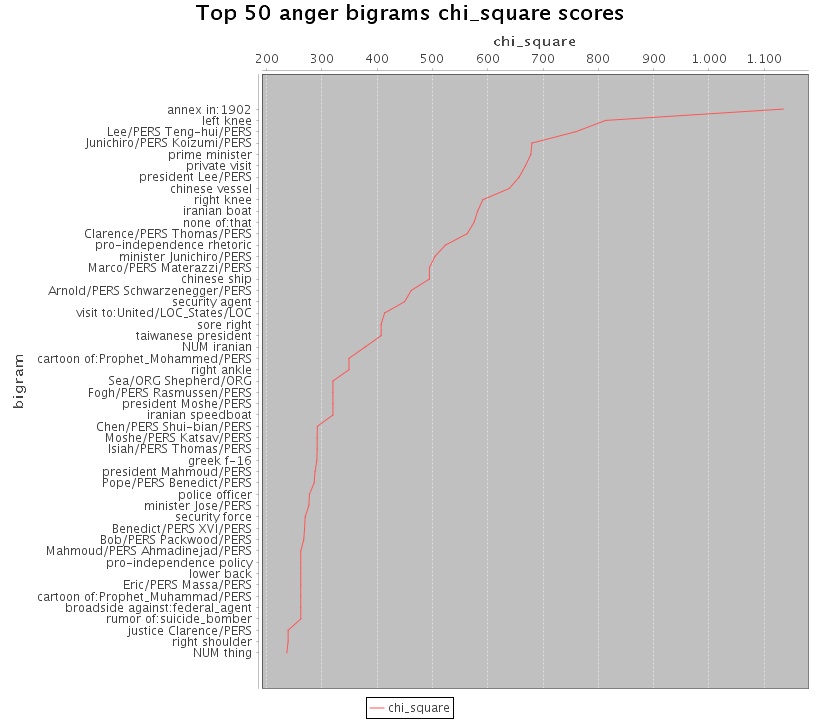 Top 50 anger bigrams chi_square scores
chi_square
200 300 400 500 600 700 800 900 1.000 1.100
annex in:1902
left knee
Lee/PERS Teng-hui/PERS
Junichiro/PERS Koizumi/PERS
prime minister
private visit
president Lee/PERS
chinese vessel
right knee
iranian boat
none of:that
Clarence/PERS Thomas/PERS
pro-independence rhetoric
minister Junichiro/PERS
Marco/PERS Materazzi/PERS
chinese ship
Arnold/PERS Schwarzenegger/PERS
security agent
visit to:United/LOC_States/LOC
sore right
taiwanese president
NUM iranian
cartoon of:Prophet_Mohammed/PERS
right ankle
Sea/ORG Shepherd/ORG
Fogh/PERS Rasmussen/PERS
president Moshe/PERS
iranian speedboat
Chen/PERS Shui-bian/PERS
Moshe/PERS Katsav/PERS
Isiah/PERS Thomas/PERS
greek f-16
president Mahmoud/PERS
Pope/PERS Benedict/PERS
police officer
minister Jose/PERS
security force
Benedict/PERS XVI/PERS
Bob/PERS Packwood/PERS
Mahmoud/PERS Ahmadinejad/PERS
pro-independence policy
lower back
Eric/PERS Massa/PERS
cartoon of:Prophet_Muhammad/PERS
broadside against:federal_agent
rumor of:suicide_bomber
justice Clarence/PERS
right shoulder
NUM thing
bigram
chi_square